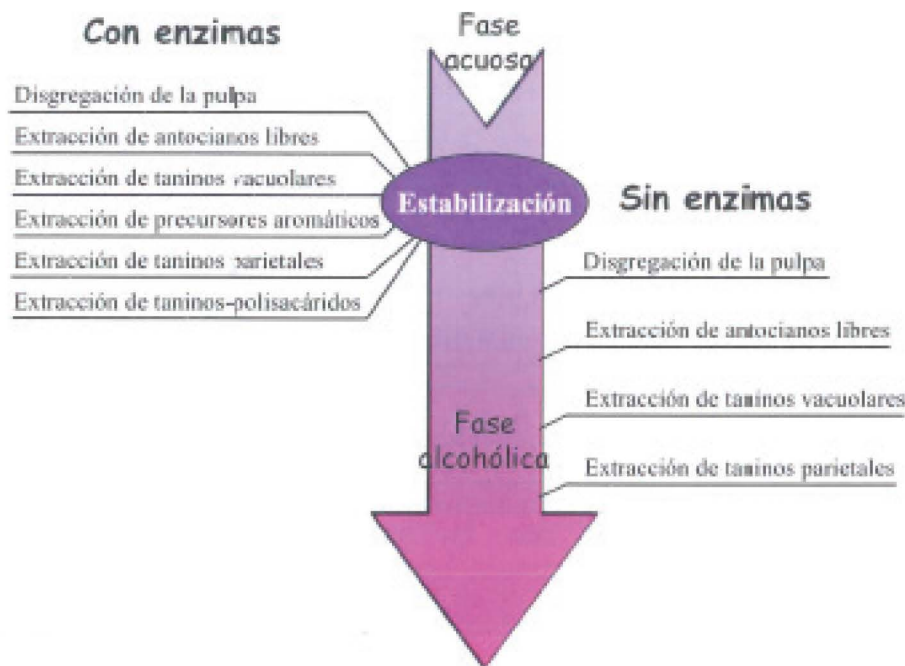 Con enzimas
Disgregación de la pulpa
Extracción de antocianos libres
Extracción de taninos vacuolares
Extracción de precursores aromáticos
Extracción de taninos parietales
Extracción de taninos-polisacáridos
Fase
acuosa
Estabilización
Sin enzimas
Disgregación de la pulpa
Extracción de antocianos libres
Extracción de taninos vacuolares
Extracción de taninos parietales
Fase
alcohólica